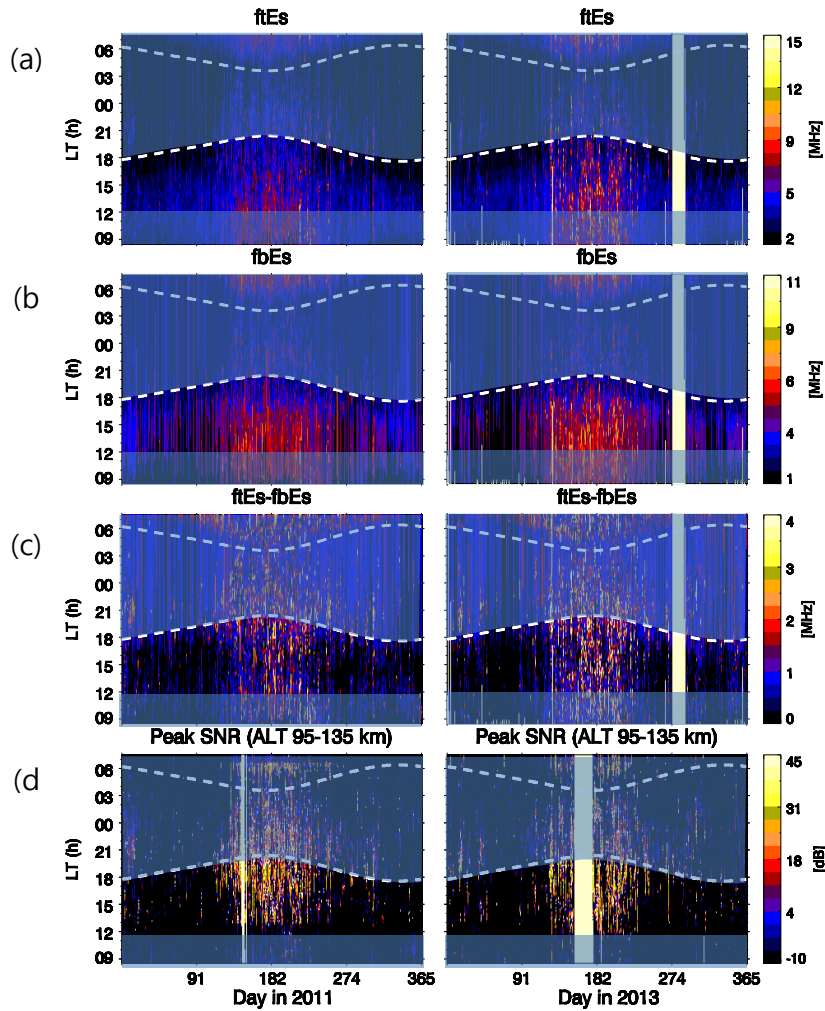 ftEs ftEs
(a)
LT (h)
06
03
00
21
18
15
12
09
15
12
9
5
2
[MHz]
fbEs fbEs
(b)
LT (h)
06
03
00
21
18
15
12
09
11
9
6
4
1
[MHz]
ftEs-fbEs ftEs-fbEs
(c)
LT (h)
06
03
00
21
18
15
12
09
4
3
2
1
0
[MHz]
Peak SNR (ALT 95-135 km) Peak SNR (ALT 95-135 km)
(d
LT (h)
06
03
00
21
18
15
12
09
45
31
18
4
-10
[dB]
91 182 274 365 91 182 274 365
Day in 2011 Day in 2013